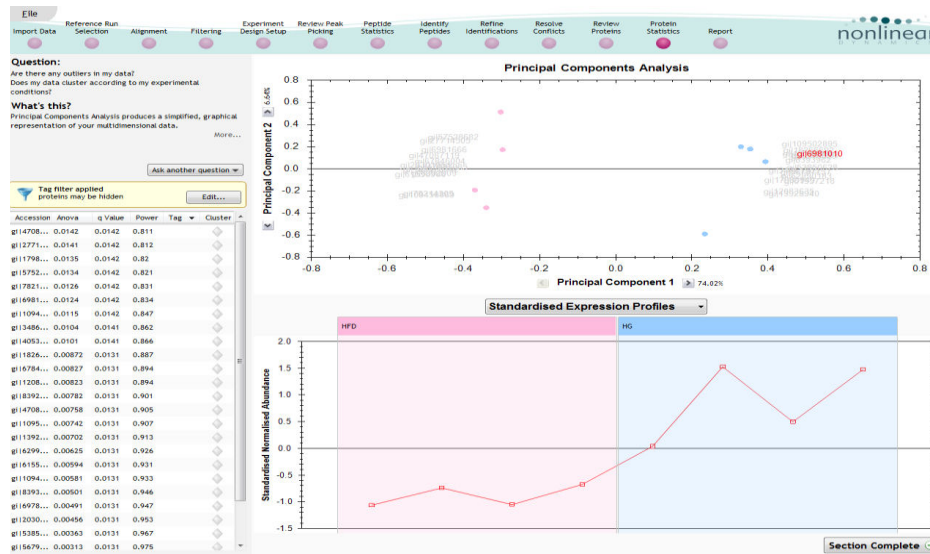 File
Import Data
Reference Run
Selection
Alignment
Filtering
Experiment
Design Setup
Review Peak
Picking
Peptide
Statistics
Identify
Peptides
Refine
Identifications
Resolve
Conflicts
Review
Proteins
Protein
Statistics
Report
nonlinear
DYNAMICS
Question:
Are there any outliers in my data?
Does my data cluster according to my experimental
conditions?
What's this?
Principal Components Analysis produces a simplified, graphical
representation of your multidimensional data.
More...
Ask another question
Tag filter applied
proteins may be hidden
Edit...
Accession Anova q Value Power Tag Cluster
gi|4708... 0.0142 0.0142 0.811
gi|2771... 0.0141 0.0142 0.812
gi|1798... 0.0135 0.0142 0.82
gi|5752... 0.0134 0.0142 0.821
gi|7821... 0.0126 0.0142 0.831
gi|6981... 0.0124 0.0142 0.834
gi|1094... 0.0115 0.0142 0.847
gi|3486... 0.0104 0.0141 0.862
gi|4053... 0.0101 0.0141 0.866
gi|1826... 0.00872 0.0131 0.887
gi|6784... 0.00827 0.0131 0.894
gi|1208... 0.00823 0.0131 0.894
gi|8392... 0.00782 0.0131 0.901
gi|4708... 0.00758 0.0131 0.905
gi|1095... 0.00742 0.0131 0.907
gi|1392... 0.00702 0.0131 0.913
gi|6299... 0.00625 0.0131 0.926
gi|6155... 0.00594 0.0131 0.931
gi|1094... 0.00581 0.0131 0.933
gi|8393... 0.00501 0.0131 0.946
gi|6978... 0.00491 0.0131 0.947
gi|2030... 0.00456 0.0131 0.953
gi|5385... 0.00363 0.0131 0.967
gi|5679... 0.00313 0.0131 0.975
Principal Components Analysis
Principal Component 2 6.64%
0.8
0.6
0.4
0.2
0.0
-0.2
-0.4
-0.6
-0.8
gi|6981010
-0.8 -0.6 -0.4 -0.2 0.0 0.2 0.4 0.6 0.8
Principal Component 1 74.02%
Standardised Expression Profiles
HFD HG
Standardised Normalised Abundance
2.0
1.5
1.0
0.5
0.0
-0.5
-1.0
-1.5
Section Complete